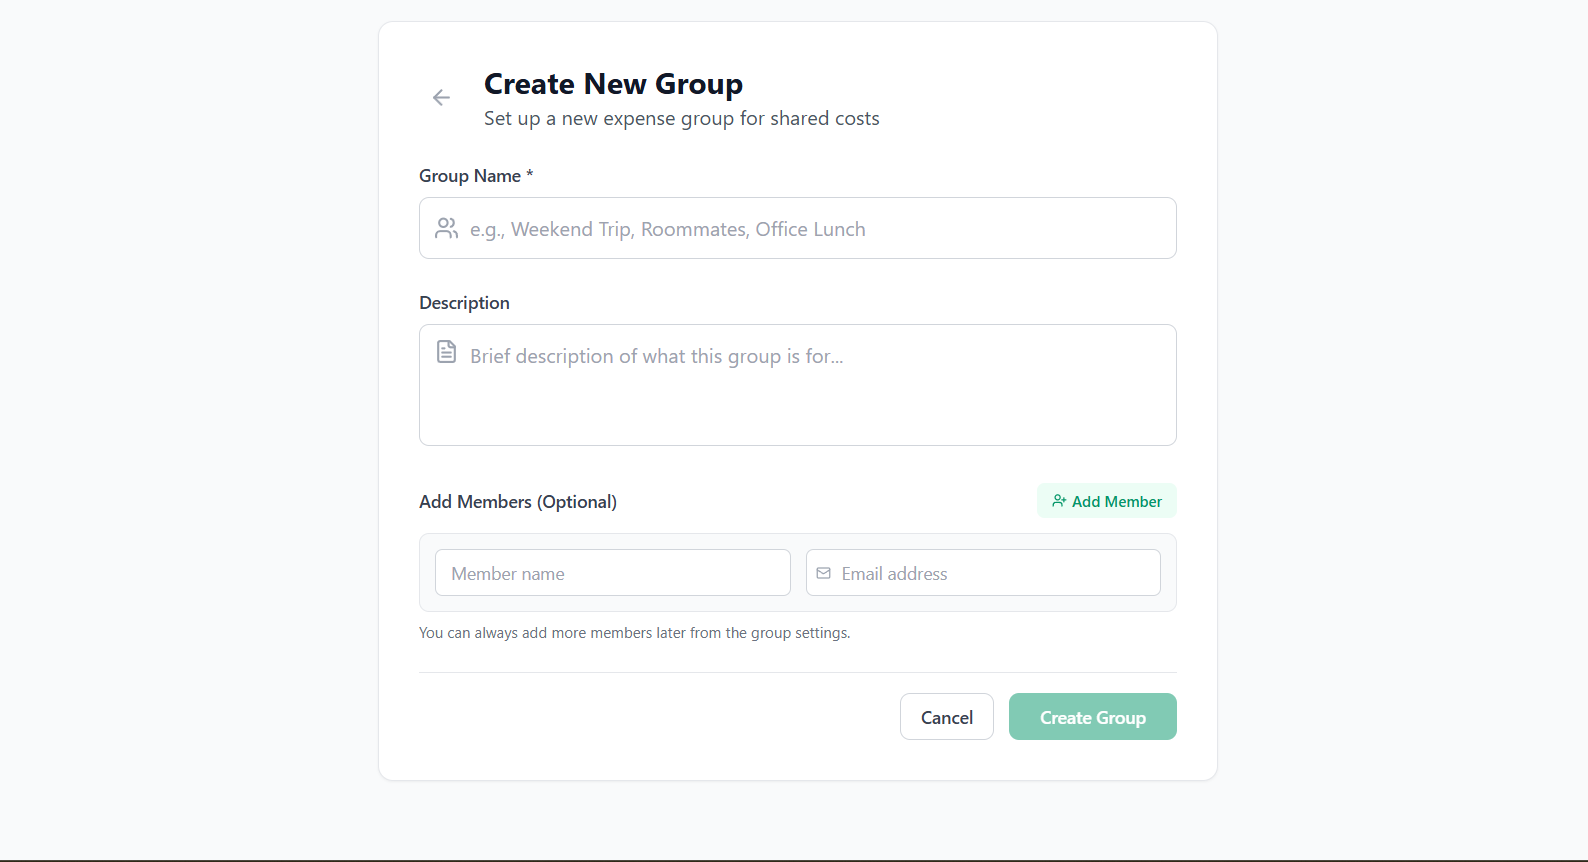 Create New Group
Set up a new expense group for shared costs
Group Name *
e.g., Weekend Trip, Roommates, Office Lunch
Description
Brief description of what this group is for...
Add Members (Optional)
Add Member
Member name
Email address
You can always add more members later from the group settings.
Cancel
Create Group